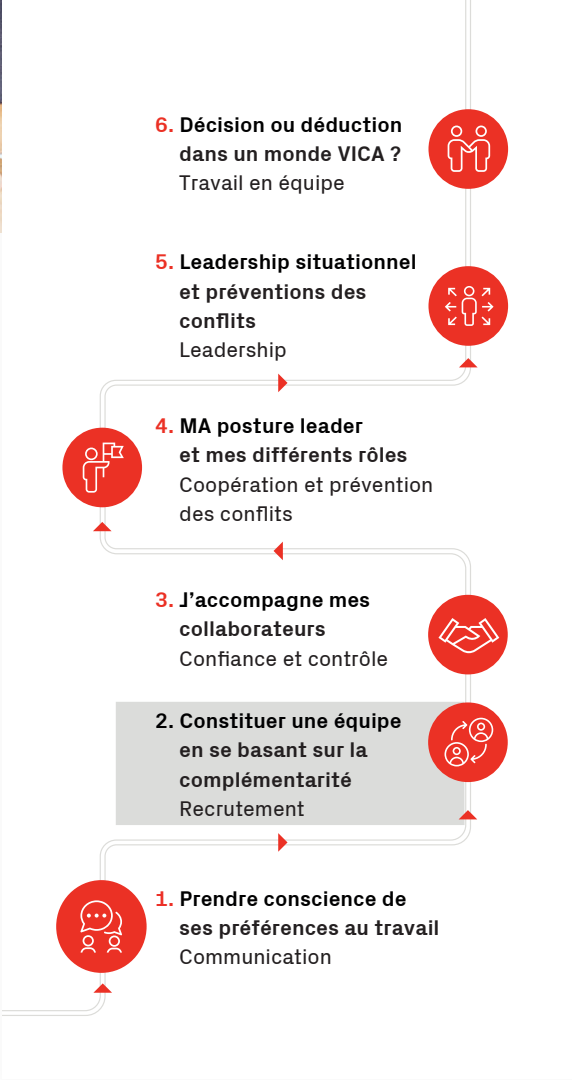 6. Décision ou déduction
dans un monde VICA ?
Travail en équipe
5. Leadership situationnel
et préventions des
conflits
Leadership
4. MA posture leader
et mes différents rôles
Coopération et prévention
des conflits
3. J’accompagne mes
collaborateurs
Confiance et contrôle
2. Constituer une équipe
en se basant sur la
complémentarité
Recrutement
1. Prendre conscience de
ses préférences au travail
Communication